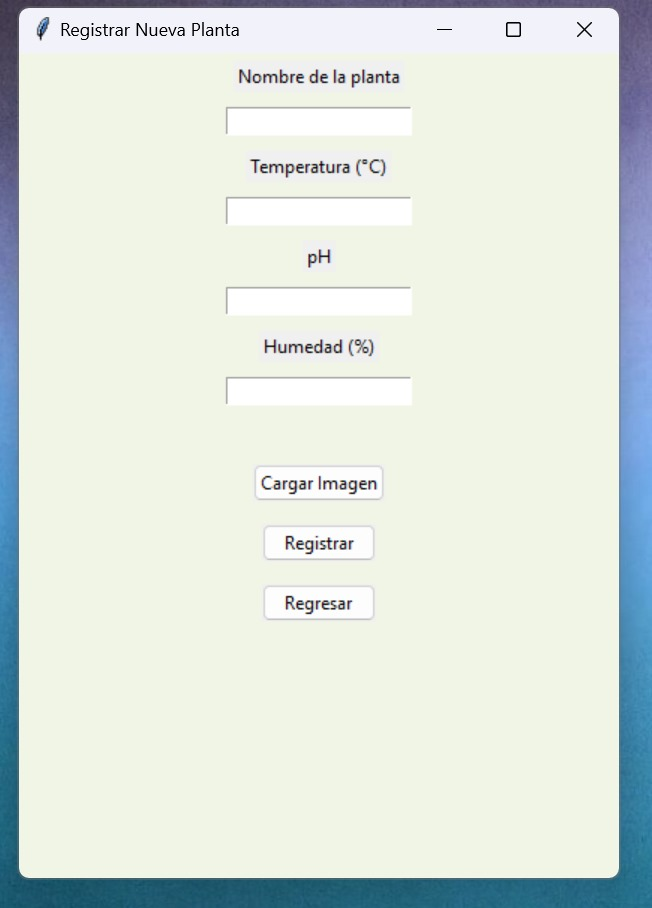 Registrar Nueva Planta
Nombre de la planta
Temperatura (°C)
pH
Humedad (%)
Cargar Imagen
Registrar
Regresar